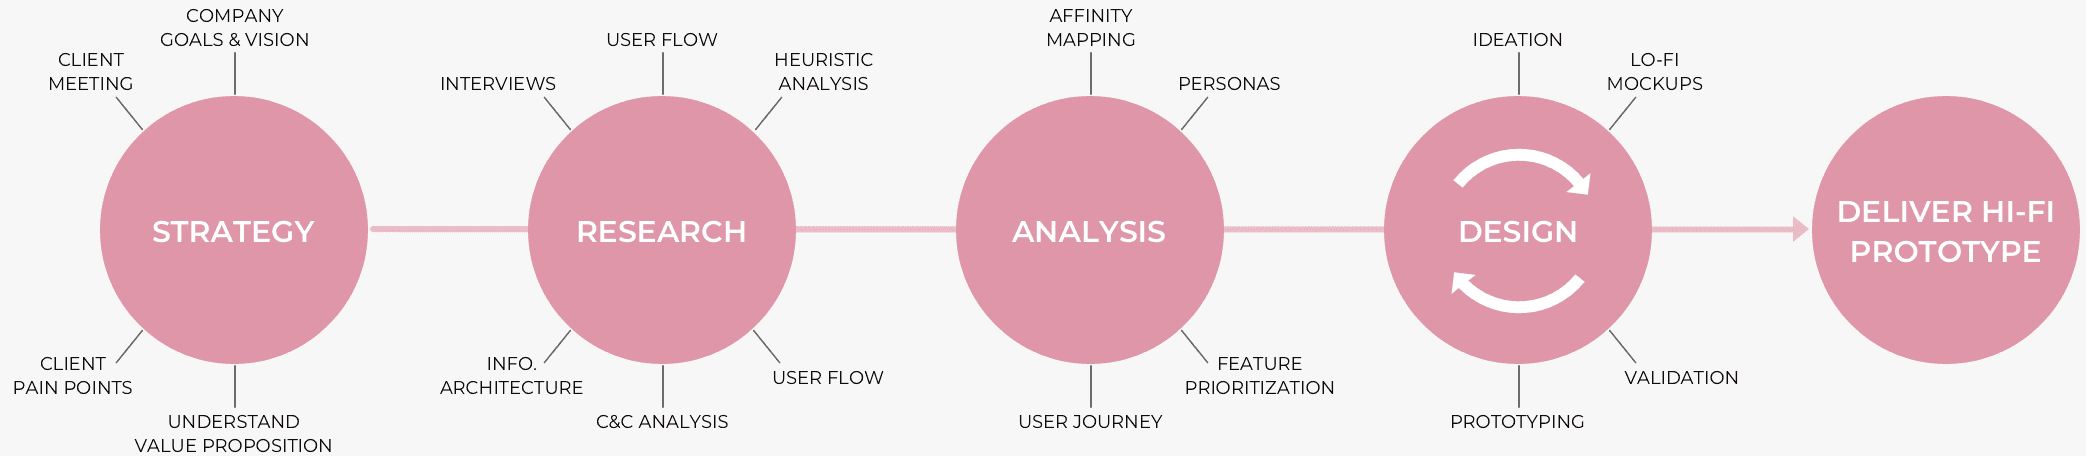 COMPANY
GOALS & VISION
CLIENT
MEETING
STRATEGY
CLIENT
PAIN POINTS
UNDERSTAND
VALUE PROPOSITION
USER FLOW
INTERVIEWS
HEURISTIC
ANALYSIS
RESEARCH
INFO.
ARCHITECTURE
USER FLOW
C&C ANALYSIS
AFFINITY
MAPPING
PERSONAS
ANALYSIS
FEATURE
PRIORITIZATION
USER JOURNEY
IDEATION
LO-FI
MOCKUPS
DESIGN
VALIDATION
PROTOTYPING
DELIVER HI-FI
PROTOTYPE